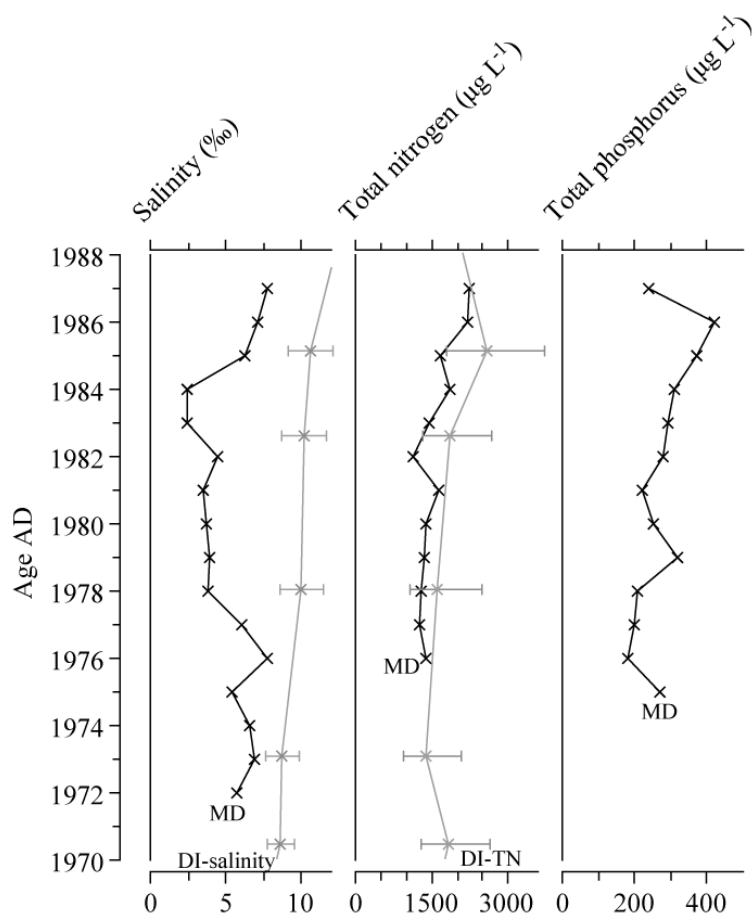 Salinity (‰)
Total nitrogen (µg L⁻¹)
Total phosphorus (µg L⁻¹)
Age AD
1988
1986
1984
1982
1980
1978
1976
1974
1972
1970
MD
MD
MD
DI-salinity
DI-TN
0 5 10
0 1500 3000
0 200 400